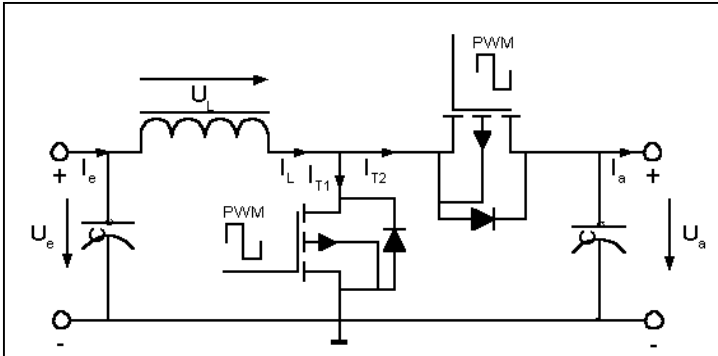 PWM
U_L
+
I_e
I_L
I_T1
I_T2
I_a
+
PWM
U_e
C
C
U_a
-
-